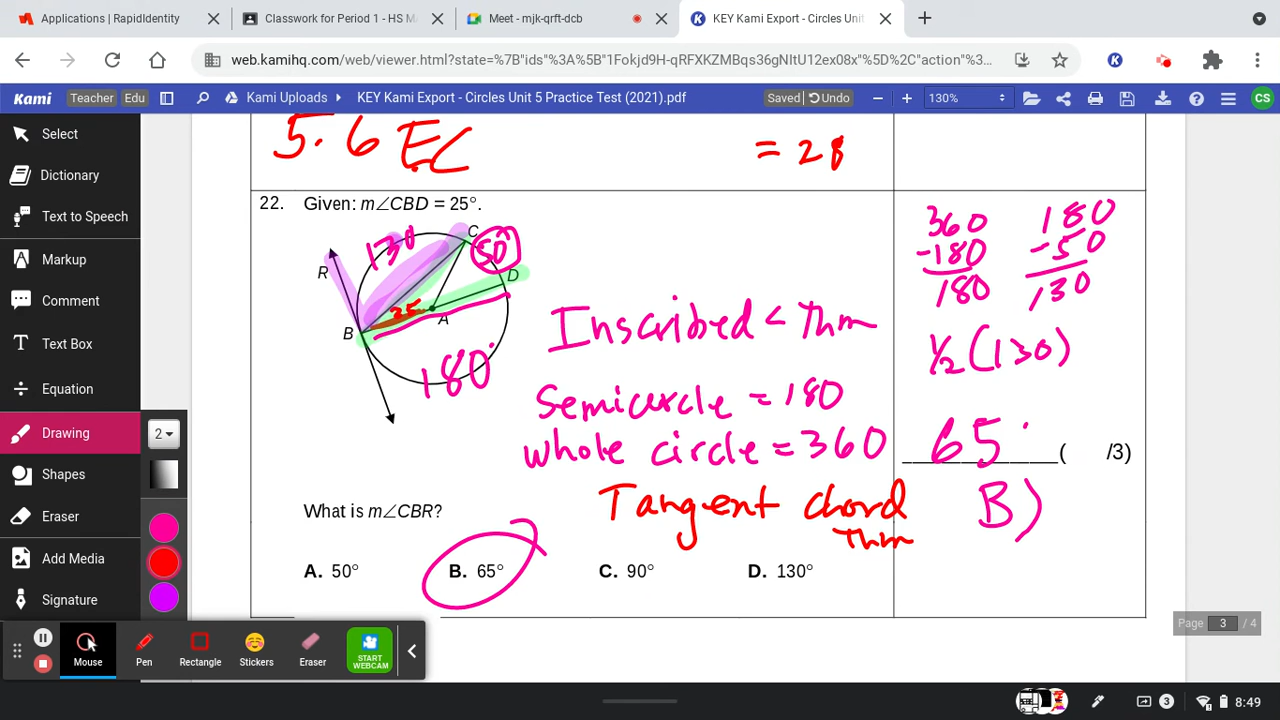 Applications | RapidIdentity
Classwork for Period 1 - HS M
Meet - mjk-qrft-dcb
KEY Kami Export - Circles Unit
web.kamihq.com/web/viewer.html?state=%7B"ids"%3A%5B"1Fokjd9H-qRFXKZMBqs36gNItU12ex08x"%5D%2C"action"%3...
Kami
Teacher
Edu
Kami Uploads
KEY Kami Export - Circles Unit 5 Practice Test (2021).pdf
Saved
Undo
130%
CS
Select
Dictionary
Text to Speech
Markup
Comment
Text Box
Equation
Drawing
2
Shapes
Eraser
Add Media
Signature
5.6 EC
= 28
22. Given: m∠CBD = 25°.
R
C
D
B
A
130
50°
25
180°
Inscribed < thm
Semicircle = 180
whole circle = 360
Tangent chord
thm
What is m∠CBR?
A. 50°
B. 65°
C. 90°
D. 130°
360
-180
180
180
-50
130
½(130)
65°
( /3)
B)
Page 3 / 4
Mouse
Pen
Rectangle
Stickers
Eraser
START
WEBCAM
3
8:49